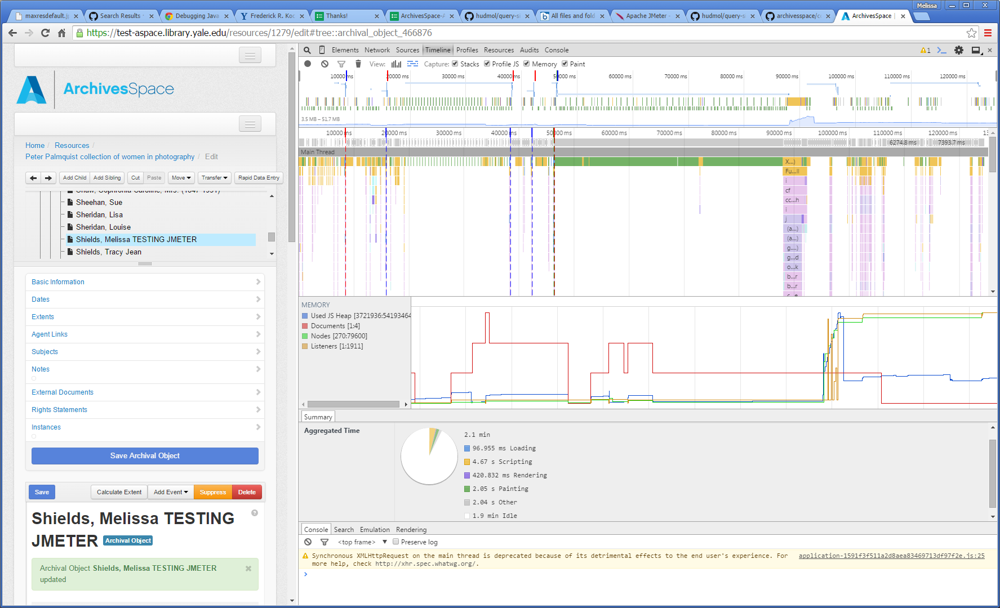 Melissa
maxresdefault.j
Search Results
Debugging Java
Frederick R. Koc
Thanks!
ArchivesSpace-A
hudmol/query-si
All files and fold
Apache JMeter -
hudmol/query-si
archivesspace/c
ArchivesSpace |
https://test-aspace.library.yale.edu/resources/1279/edit#tree::archival_object_466876
ArchivesSpace
Home / Resources /
Peter Palmquist collection of women in photography / Edit
Add Child Add Sibling Cut Paste Move Transfer Rapid Data Entry
Sheehan, Sue
Sheridan, Lisa
Sheridan, Louise
Shields, Melissa TESTING JMETER
Shields, Tracy Jean
Basic Information
Dates
Extents
Agent Links
Subjects
Notes
External Documents
Rights Statements
Instances
Save Archival Object
Save Calculate Extent Add Event Suppress Delete
Shields, Melissa TESTING
JMETER Archival Object
Archival Object Shields, Melissa TESTING JMETER
updated
Elements Network Sources Timeline Profiles Resources Audits Console
1
View: Capture: Stacks Profile JS Memory Paint
10000 ms 20000 ms 30000 ms 40000 ms 50000 ms 60000 ms 70000 ms 80000 ms 90000 ms 100000 ms 110000 ms 120000 ms
3.5 MB – 51.7 MB
10000 ms 20000 ms 30000 ms 40000 ms 50000 ms 60000 ms 70000 ms 80000 ms 90000 ms 100000 ms 110000 ms 120000 ms
6274.8 ms 7393.7 ms
Main Thread
X...)
Fu...ll
i
cf
cc...h
i
j
(a...)
(a...)
g....)
g...d
o...k
b...r
b...r
MEMORY
Used JS Heap [3721936:54193464
Documents [1:4]
Nodes [270:79600]
Listeners [1:1911]
Summary
Aggregated Time
2.1 min
96.955 ms Loading
4.67 s Scripting
420.832 ms Rendering
2.05 s Painting
2.04 s Other
1.9 min Idle
Console Search Emulation Rendering
<top frame> Preserve log
Synchronous XMLHttpRequest on the main thread is deprecated because of its detrimental effects to the end user's experience. For application-1591f3f511a2d8aea83469713df97f2e.js:25
more help, check http://xhr.spec.whatwg.org/.